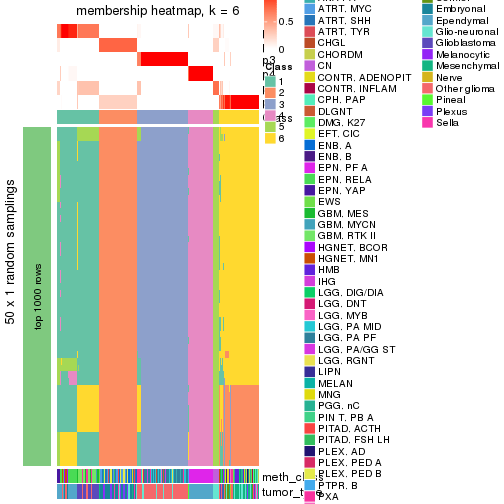 membership heatmap, k = 6
0.5
0
Class
1
2
3
4
5
6
50 x 1 random samplings
top 1000 rows
ATRT. MYC
ATRT. SHH
ATRT. TYR
CHGL
CHORDM
CN
CONTR. ADENOPIT
CONTR. INFLAM
CPH. PAP
DLGNT
DMG. K27
EFT. CIC
ENB. A
ENB. B
EPN. PF A
EPN. RELA
EPN. YAP
EWS
GBM. MES
GBM. MYCN
GBM. RTK II
HGNET. BCOR
HGNET. MN1
HMB
IHG
LGG. DIG/DIA
LGG. DNT
LGG. MYB
LGG. PA MID
LGG. PA PF
LGG. PA/GG ST
LGG. RGNT
LIPN
MELAN
MNG
PGG. nC
PIN T. PB A
PITAD. ACTH
PITAD. FSH LH
PLEX. AD
PLEX. PED A
PLEX. PED B
PTPR. B
PXA
Embryonal
Ependymal
Glio-neuronal
Glioblastoma
Melanocytic
Mesenchymal
Nerve
Other glioma
Pineal
Plexus
Sella